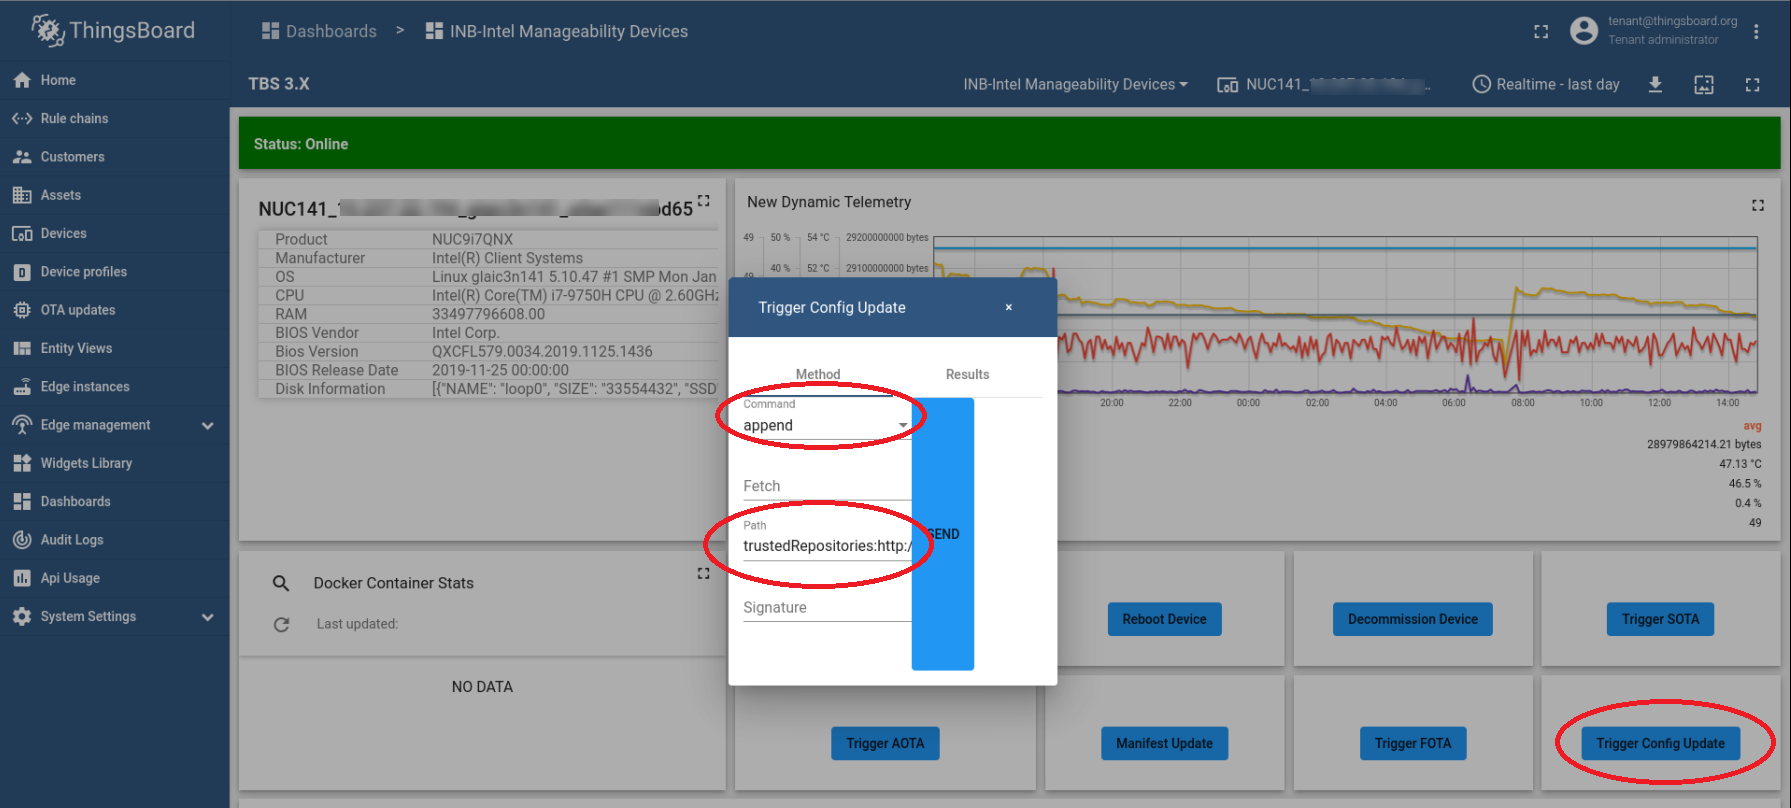 ThingsBoard
Dashboards > INB-Intel Manageability Devices
tenant@thingsboard.org
Tenant administrator
Home
Rule chains
Customers
Assets
Devices
Device profiles
OTA updates
Entity Views
Edge instances
Edge management
Widgets Library
Dashboards
Audit Logs
Api Usage
System Settings
TBS 3.X
INB-Intel Manageability Devices
NUC141_
Realtime - last day
Status: Online
NUC141_
d65
Product NUC9i7QNX
Manufacturer Intel(R) Client Systems
OS Linux glaic3n141 5.10.47 #1 SMP Mon Jan
CPU Intel(R) Core(TM) i7-9750H CPU @ 2.60GHz
RAM 33497796608.00
BIOS Vendor Intel Corp.
Bios Version QXCFL579.0034.2019.1125.1436
BIOS Release Date 2019-11-25 00:00:00
Disk Information [{"NAME": "loop0", "SIZE": "33554432", "SSD"
New Dynamic Telemetry
49 50 % 54 °C 29200000000 bytes
49 40 % 52 °C 29100000000 bytes
20:00 22:00 00:00 02:00 04:00 06:00 08:00 10:00 12:00 14:00
avg
28979864214.21 bytes
47.13 °C
46.5 %
0.4 %
49
Trigger Config Update ×
Method Results
Command
append
Fetch
Path
trustedRepositories:http:/
Signature
SEND
Docker Container Stats
Last updated:
NO DATA
Reboot Device
Decommission Device
Trigger SOTA
Trigger AOTA
Manifest Update
Trigger FOTA
Trigger Config Update